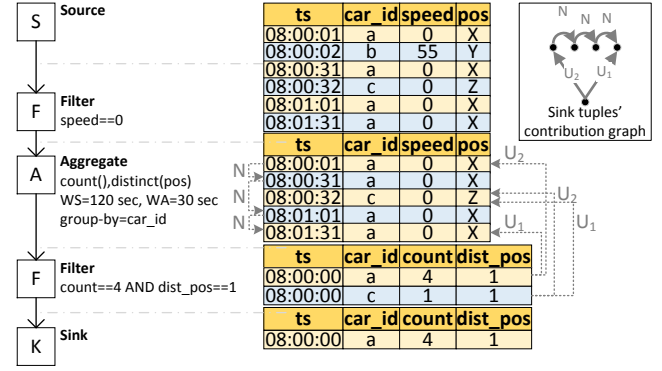 S
Source
F
Filter
speed==0
A
Aggregate
count(),distinct(pos)
WS=120 sec, WA=30 sec
group-by=car_id
F
Filter
count==4 AND dist_pos==1
K
Sink
ts car_id speed pos
08:00:01 a 0 X
08:00:02 b 55 Y
08:00:31 a 0 X
08:00:32 c 0 Z
08:01:01 a 0 X
08:01:31 a 0 X
ts car_id speed pos
08:00:01 a 0 X
08:00:31 a 0 X
08:00:32 c 0 Z
08:01:01 a 0 X
08:01:31 a 0 X
N
N
N
U2
U2
U1
U1
ts car_id count dist_pos
08:00:00 a 4 1
08:00:00 c 1 1
ts car_id count dist_pos
08:00:00 a 4 1
N N N
U2 U1
Sink tuples'
contribution graph